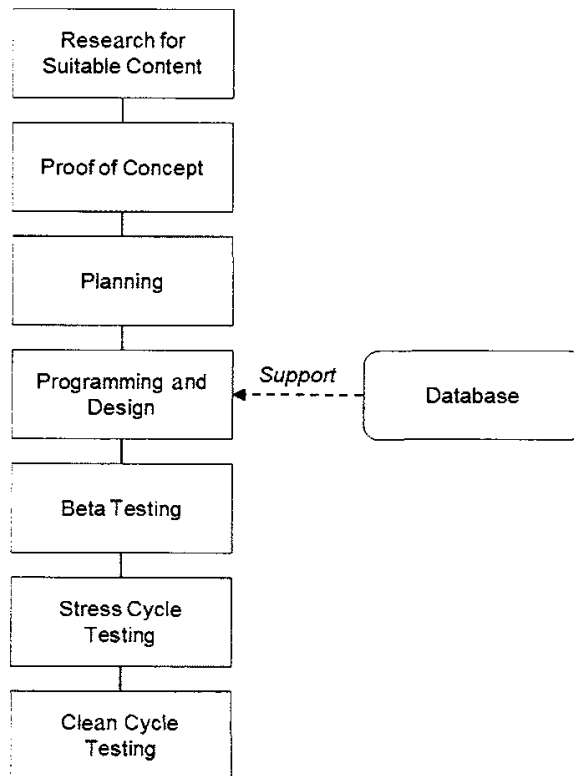 Research for
Suitable Content
Proof of Concept
Planning
Programming and
Design
Support
Database
Beta Testing
Stress Cycle
Testing
Clean Cycle
Testing